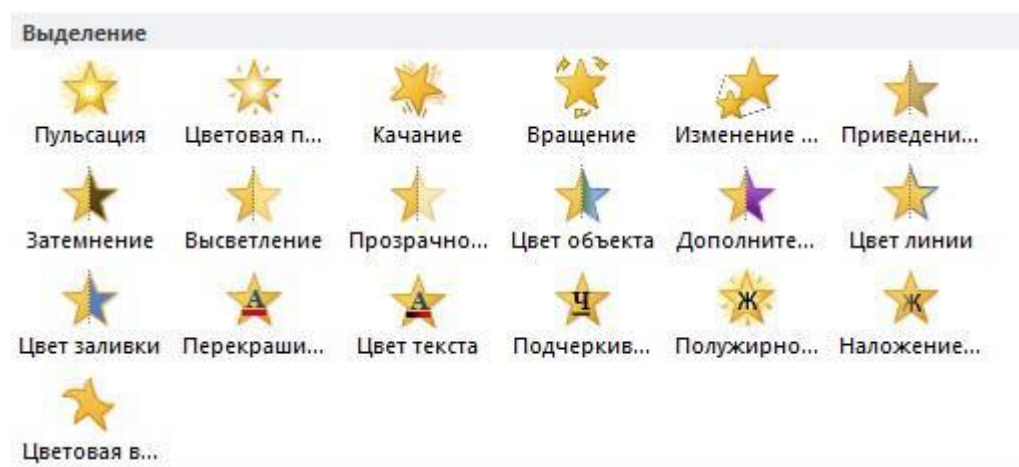 Выделение
Пульсация Цветовая п... Качание Вращение Изменение ... Приведени...
Затемнение Высветление Прозрачно... Цвет объекта Дополните... Цвет линии
А А Ч Ж Ж
Цвет заливки Перекраши... Цвет текста Подчеркив... Полужирно... Наложение...
Цветовая в...